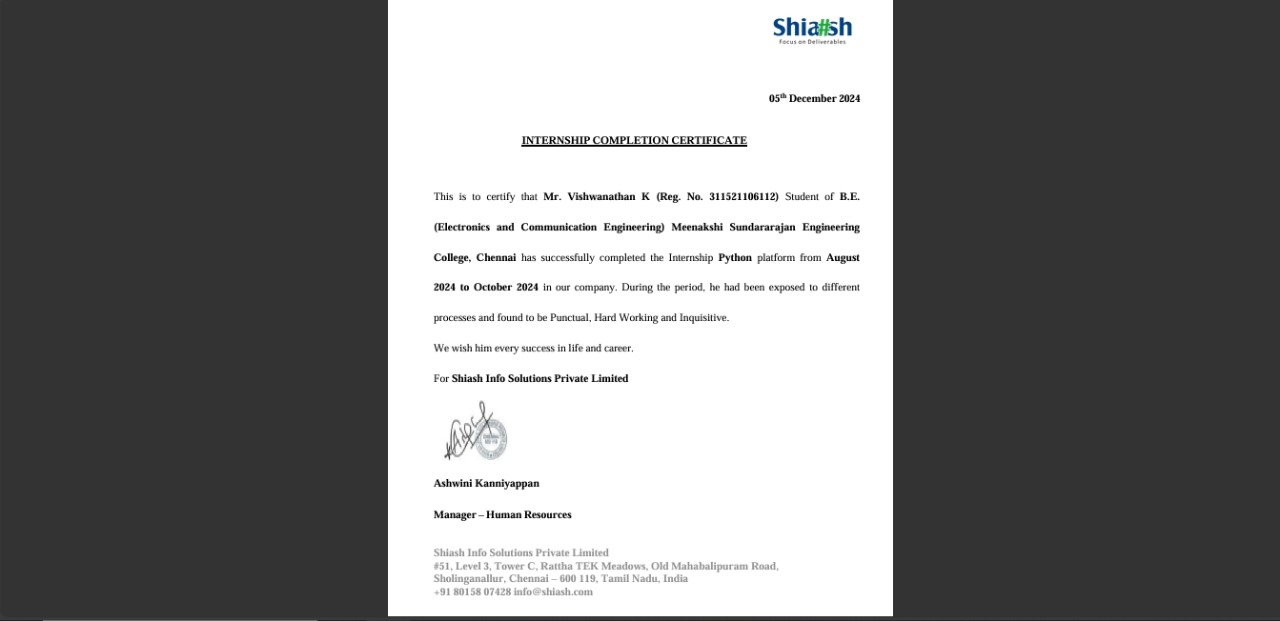 Shia#sh
Focus on Deliverables
05th December 2024
INTERNSHIP COMPLETION CERTIFICATE
This is to certify that Mr. Vishwanathan K (Reg. No. 311521106112) Student of B.E.
(Electronics and Communication Engineering) Meenakshi Sundararajan Engineering
College, Chennai has successfully completed the Internship Python platform from August
2024 to October 2024 in our company. During the period, he had been exposed to different
processes and found to be Punctual, Hard Working and Inquisitive.
We wish him every success in life and career.
For Shiash Info Solutions Private Limited
Ashwini Kanniyappan
Manager – Human Resources
Shiash Info Solutions Private Limited
#51, Level 3, Tower C, Rattha TEK Meadows, Old Mahabalipuram Road,
Sholinganallur, Chennai – 600 119, Tamil Nadu, India
+91 80158 07428 info@shiash.com